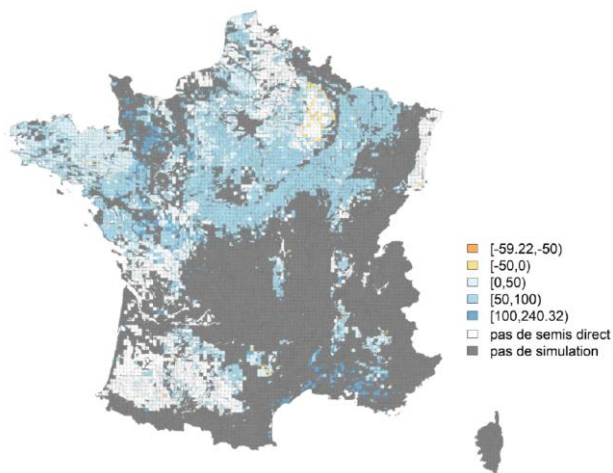 [-59.22,-50)
[-50,0)
[0,50)
[50,100)
[100,240.32)
pas de semis direct
pas de simulation